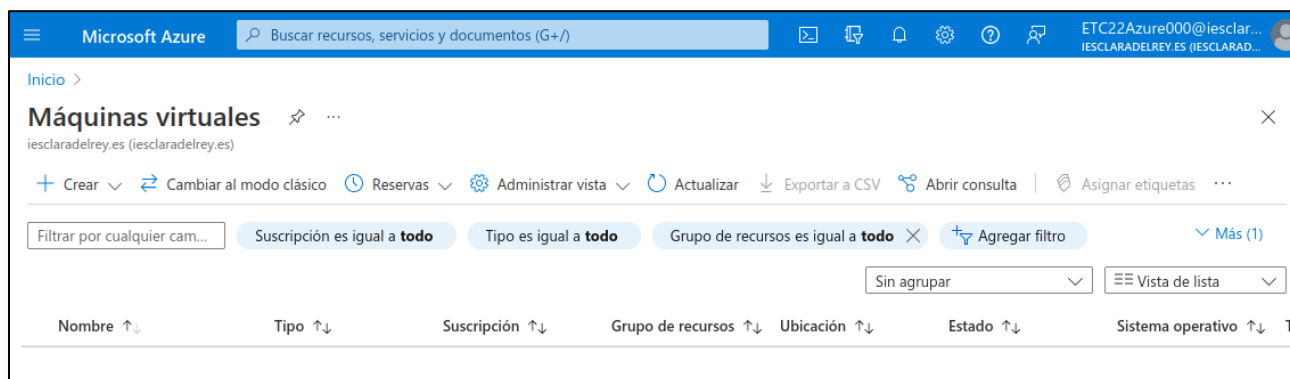 Microsoft Azure Buscar recursos, servicios y documentos (G+/) ETC22Azure000@iesclar...
IESCLARADELREY.ES (IESCLARAD...
Inicio >
Máquinas virtuales ...
iesclaradelrey.es (iesclaradelrey.es)
+ Crear Cambiar al modo clásico Reservas Administrar vista Actualizar Exportar a CSV Abrir consulta Asignar etiquetas ...
Filtrar por cualquier cam... Suscripción es igual a todo Tipo es igual a todo Grupo de recursos es igual a todo Agregar filtro Más (1)
Sin agrupar Vista de lista
Nombre Tipo Suscripción Grupo de recursos Ubicación Estado Sistema operativo